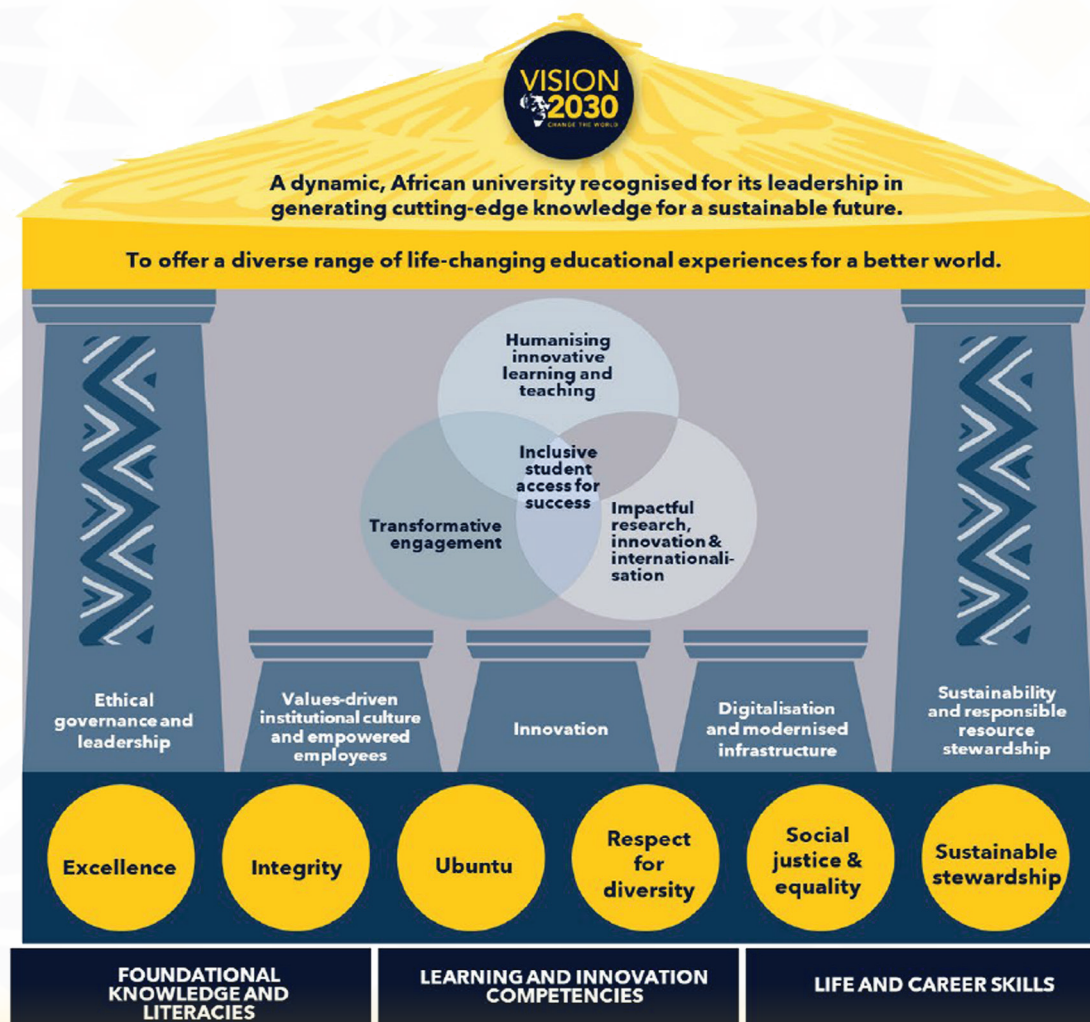 VISION
2030
CHANGE THE WORLD
A dynamic, African university recognised for its leadership in
generating cutting-edge knowledge for a sustainable future.
To offer a diverse range of life-changing educational experiences for a better world.
Humanising
innovative
learning and
teaching
Inclusive
student
access for
success
Transformative
engagement
Impactful
research,
innovation &
internationali-
sation
Ethical
governance and
leadership
Values-driven
institutional culture
and empowered
employees
Innovation
Digitalisation
and modernised
infrastructure
Sustainability
and responsible
resource
stewardship
Excellence
Integrity
Ubuntu
Respect
for
diversity
Social
justice &
equality
Sustainable
stewardship
FOUNDATIONAL
KNOWLEDGE AND
LITERACIES
LEARNING AND INNOVATION
COMPETENCIES
LIFE AND CAREER SKILLS